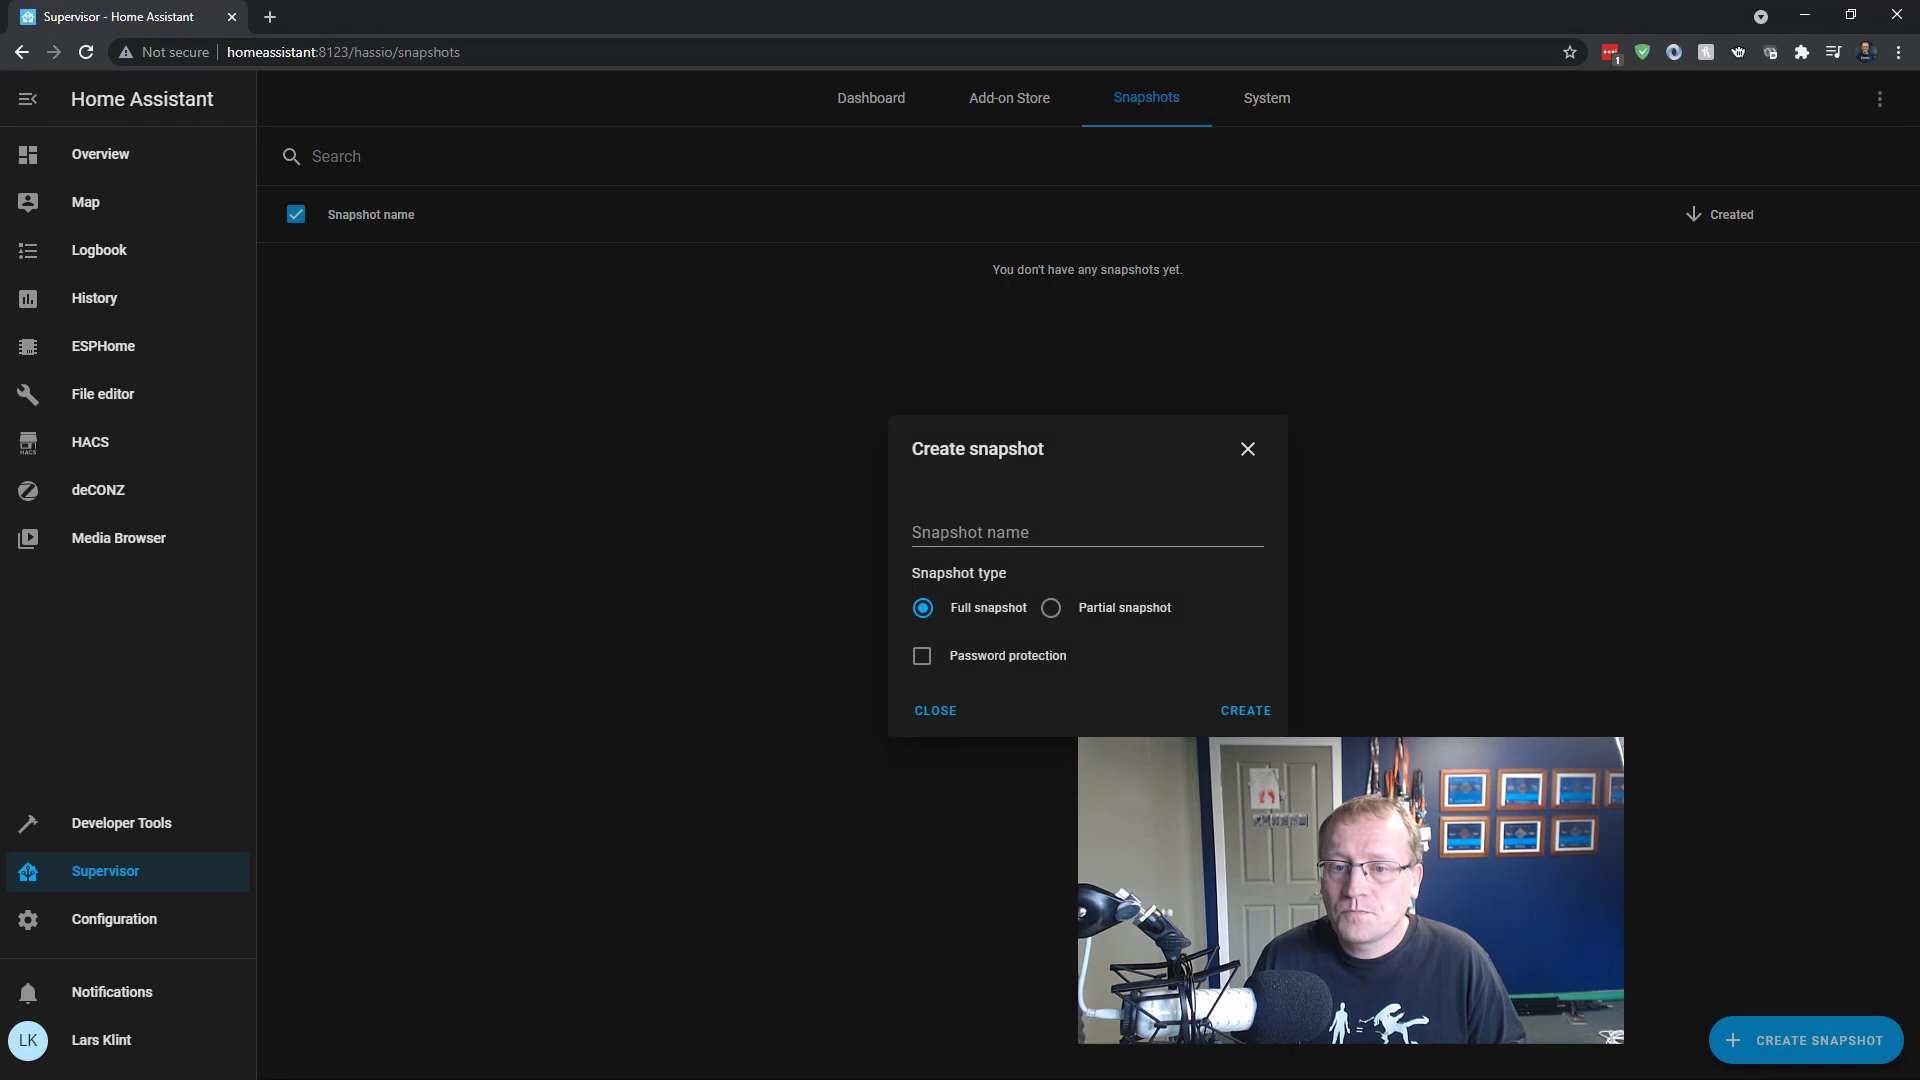 Supervisor - Home Assistant
Not secure
homeassistant:8123/hassio/snapshots
1
Home Assistant
Dashboard
Add-on Store
Snapshots
System
Overview
Map
Logbook
History
ESPHome
File editor
HACS
HACS
deCONZ
Media Browser
Developer Tools
Supervisor
Configuration
Notifications
LK
Lars Klint
Search
Snapshot name
Created
You don't have any snapshots yet.
Create snapshot
Snapshot name
Snapshot type
Full snapshot
Partial snapshot
Password protection
CLOSE
CREATE
CREATE SNAPSHOT